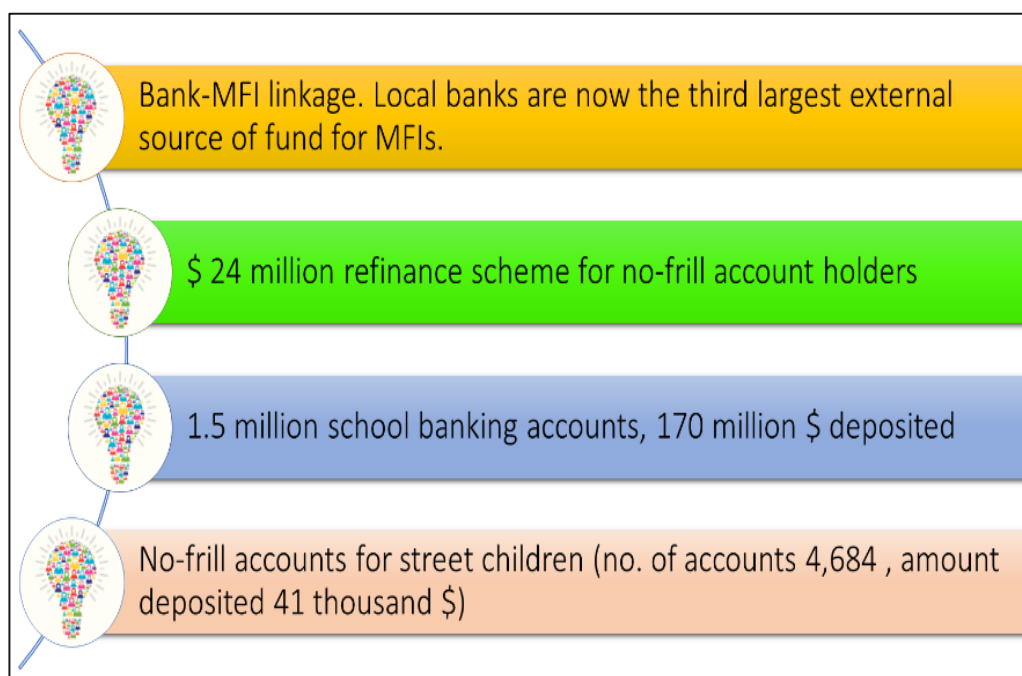 Bank-MFI linkage. Local banks are now the third largest external
source of fund for MFIs.
$ 24 million refinance scheme for no-frill account holders
1.5 million school banking accounts, 170 million $ deposited
No-frill accounts for street children (no. of accounts 4,684 , amount
deposited 41 thousand $)